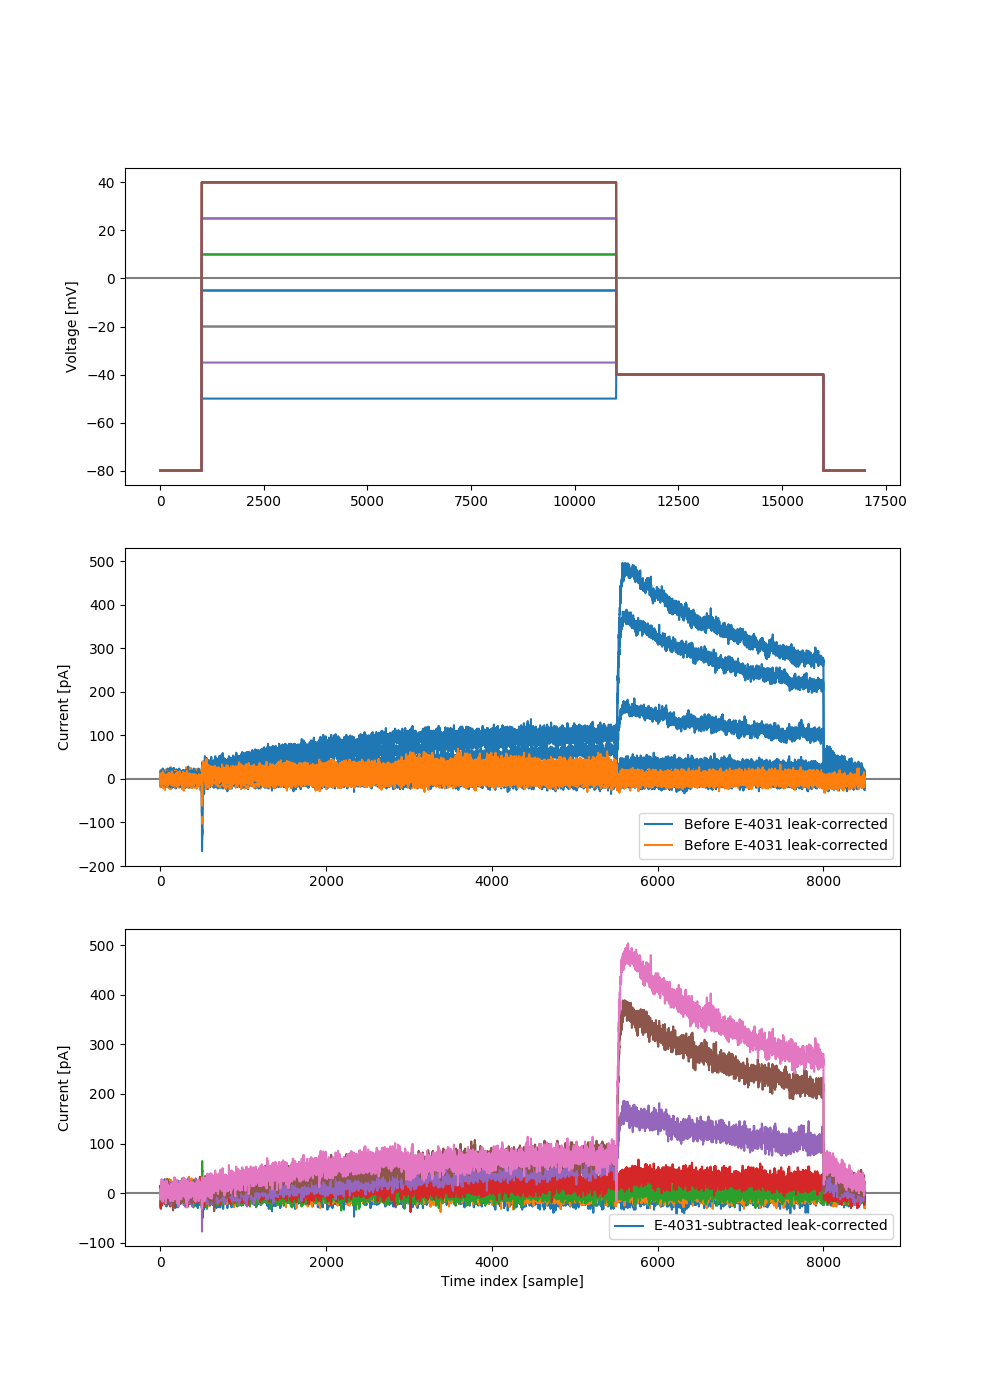 40
20
0
−20
−40
−60
−80
Voltage [mV]
0 2500 5000 7500 10000 12500 15000 17500
500
400
300
200
100
0
−100
−200
Current [pA]
Before E-4031 leak-corrected
Before E-4031 leak-corrected
0 2000 4000 6000 8000
500
400
300
200
100
0
−100
Current [pA]
E-4031-subtracted leak-corrected
0 2000 4000 6000 8000
Time index [sample]